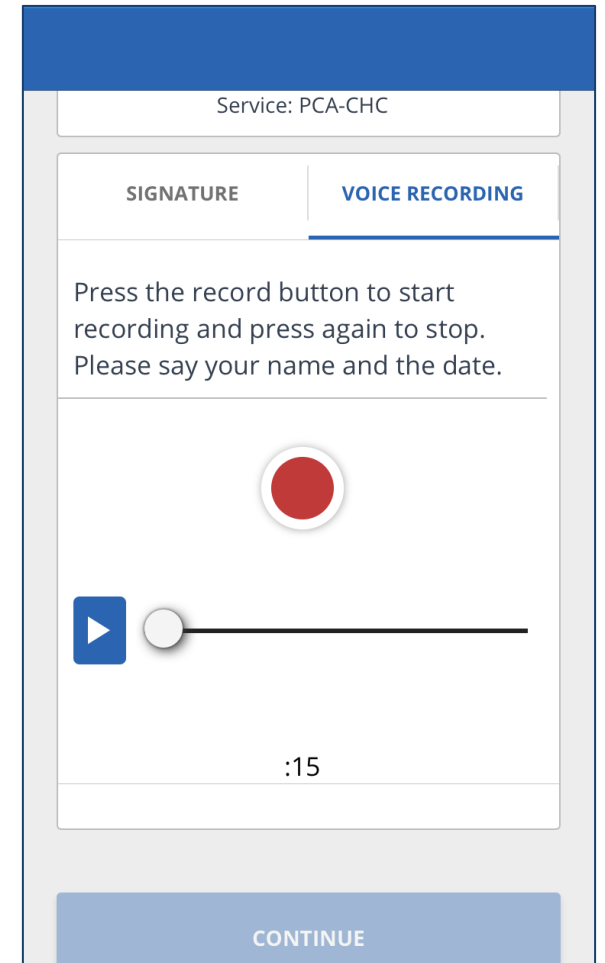 Service: PCA-CHC
SIGNATURE
VOICE RECORDING
Press the record button to start
recording and press again to stop.
Please say your name and the date.
:15
CONTINUE